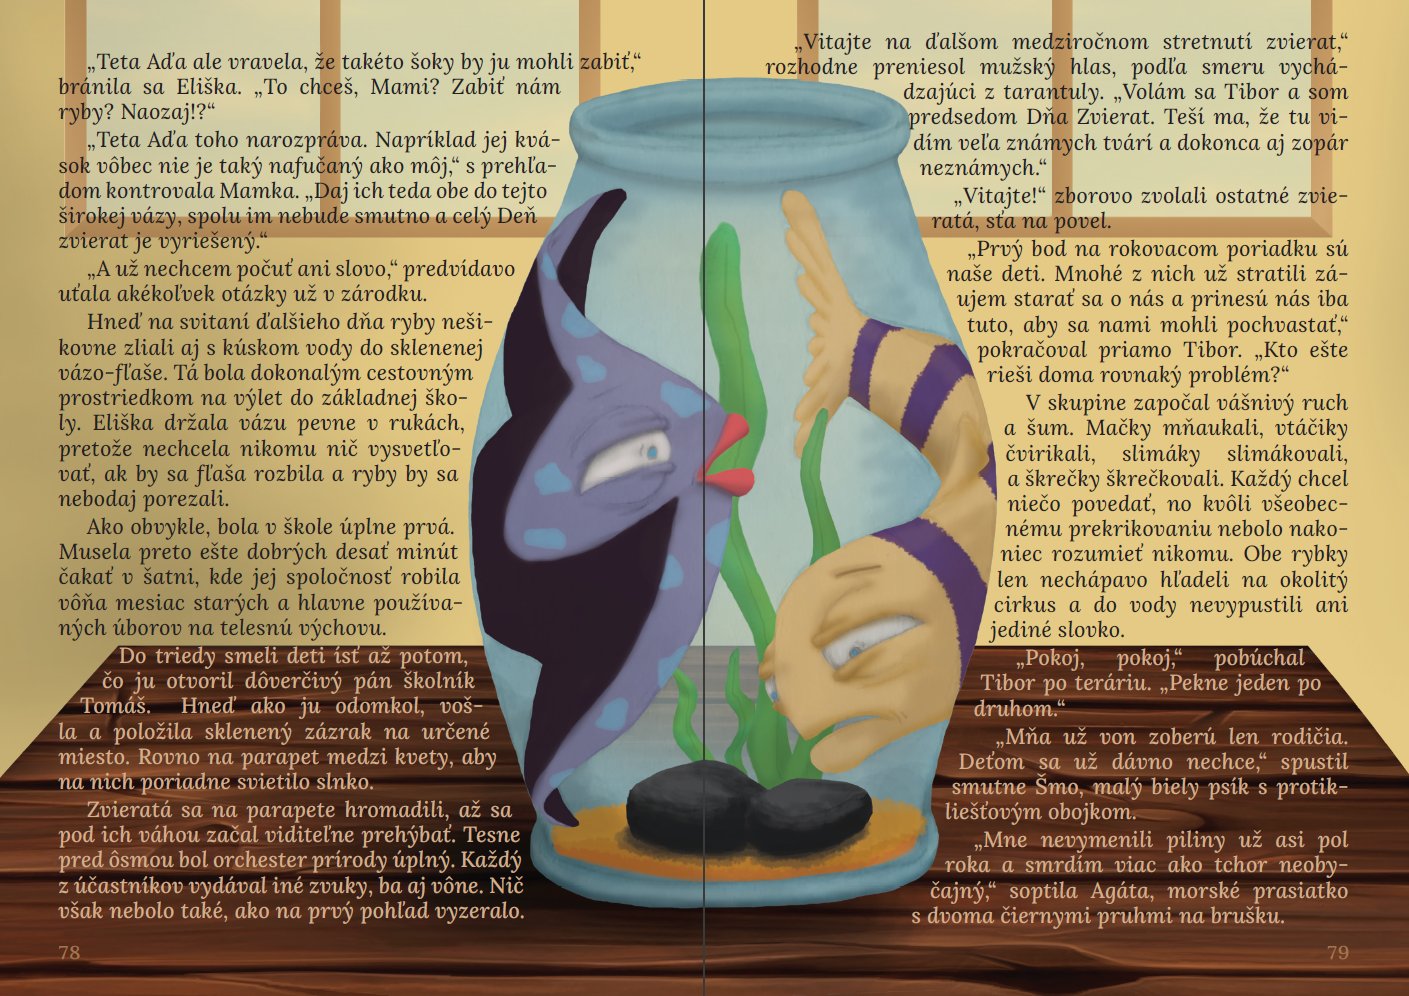 „Teta Aďa ale vravela, že takéto šoky by ju mohli zabiť,“
bránila sa Eliška. „To chceš, Mami? Zabiť nám
ryby? Naozaj!?“
„Teta Aďa toho narozpráva. Napríklad jej kvá-
sok vôbec nie je taký nafučaný ako môj,“ s prehľa-
dom kontrovala Mamka. „Daj ich teda obe do tejto
širokej vázy, spolu im nebude smutno a celý Deň
zvierat je vyriešený.“
„A už nechcem počuť ani slovo,“ predvídavo
uťala akékoľvek otázky už v zárodku.
Hneď na svitaní ďalšieho dňa ryby neši-
kovne zliali aj s kúskom vody do sklenenej
vázo-fľaše. Tá bola dokonalým cestovným
prostriedkom na výlet do základnej ško-
ly. Eliška držala vázu pevne v rukách,
pretože nechcela nikomu nič vysvetľo-
vať, ak by sa fľaša rozbila a ryby by sa
nebodaj porezali.
Ako obvykle, bola v škole úplne prvá.
Musela preto ešte dobrých desať minút
čakať v šatni, kde jej spoločnosť robila
vôňa mesiac starých a hlavne používa-
ných úborov na telesnú výchovu.
Do triedy smeli deti ísť až potom,
čo ju otvoril dôverčivý pán školník
Tomáš. Hneď ako ju odomkol, voš-
la a položila sklenený zázrak na určené
miesto. Rovno na parapet medzi kvety, aby
na nich poriadne svietilo slnko.
Zvieratá sa na parapete hromadili, až sa
pod ich váhou začal viditeľne prehýbať. Tesne
pred ôsmou bol orchester prírody úplný. Každý
z účastníkov vydával iné zvuky, ba aj vône. Nič
však nebolo také, ako na prvý pohľad vyzeralo.
78
„Vitajte na ďalšom medziročnom stretnutí zvierat,“
rozhodne preniesol mužský hlas, podľa smeru vychá-
dzajúci z tarantuly. „Volám sa Tibor a som
predsedom Dňa Zvierat. Teší ma, že tu vi-
dím veľa známych tvárí a dokonca aj zopár
neznámych.“
„Vitajte!“ zborovo zvolali ostatné zvie-
ratá, sťa na povel.
„Prvý bod na rokovacom poriadku sú
naše deti. Mnohé z nich už stratili zá-
ujem starať sa o nás a prinesú nás iba
tuto, aby sa nami mohli pochvastať,“
pokračoval priamo Tibor. „Kto ešte
rieši doma rovnaký problém?“
V skupine započal vášnivý ruch
a šum. Mačky mňaukali, vtáčiky
čvirikali, slimáky slimákovali,
a škrečky škrečkovali. Každý chcel
niečo povedať, no kvôli všeobec-
nému prekrikovaniu nebolo nako-
niec rozumieť nikomu. Obe rybky
len nechápavo hľadeli na okolitý
cirkus a do vody nevypustili ani
jediné slovko.
„Pokoj, pokoj,“ pobúchal
Tibor po teráriu. „Pekne jeden po
druhom.“
„Mňa už von zoberú len rodičia.
Deťom sa už dávno nechce,“ spustil
smutne Šmo, malý biely psík s protik-
liešťovým obojkom.
„Mne nevymenili piliny už asi pol
roka a smrdím viac ako tchor neoby-
čajný,“ soptila Agáta, morské prasiatko
s dvoma čiernymi pruhmi na brušku.
79